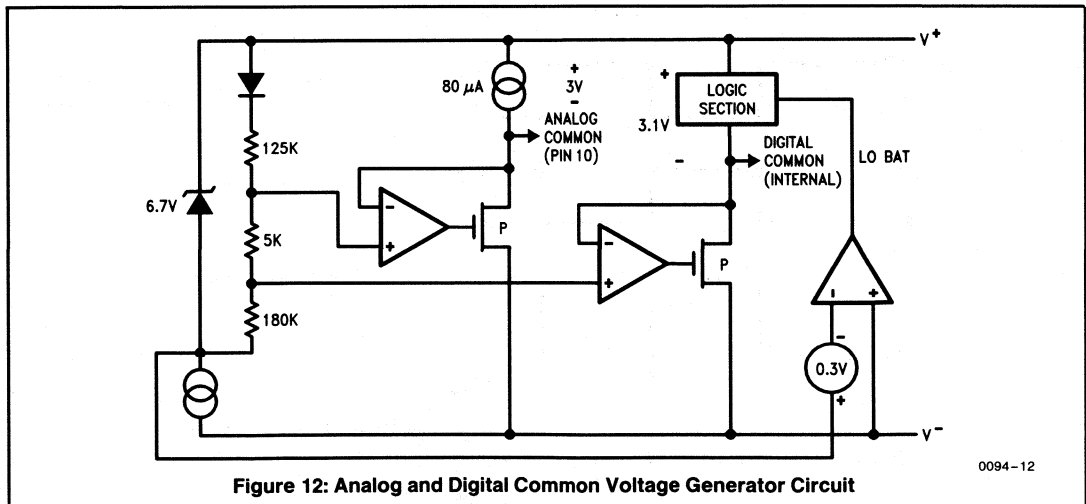 V+
80 μA
+
3V
-
ANALOG
COMMON
(PIN 10)
+
LOGIC
SECTION
3.1V
-
DIGITAL
COMMON
(INTERNAL)
LO BAT
125K
6.7V
5K
180K
-
+
P
-
+
P
-
+
-
0.3V
+
V-
0094-12
Figure 12: Analog and Digital Common Voltage Generator Circuit